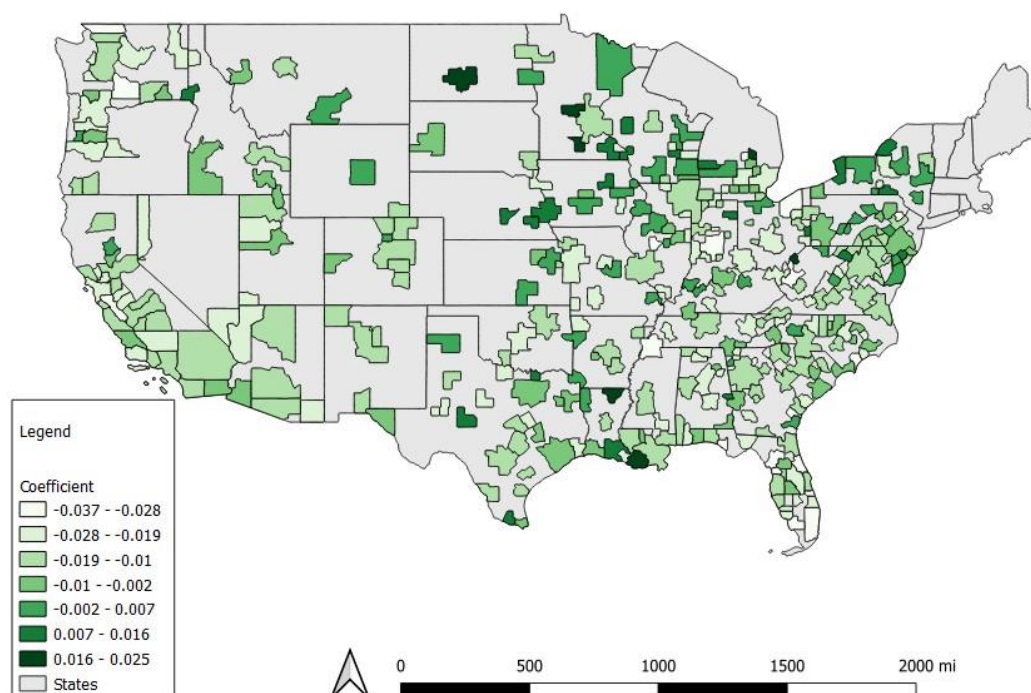 Legend
Coefficient
-0.037 - -0.028
-0.028 - -0.019
-0.019 - -0.01
-0.01 - -0.002
-0.002 - 0.007
0.007 - 0.016
0.016 - 0.025
States
0 500 1000 1500 2000 mi